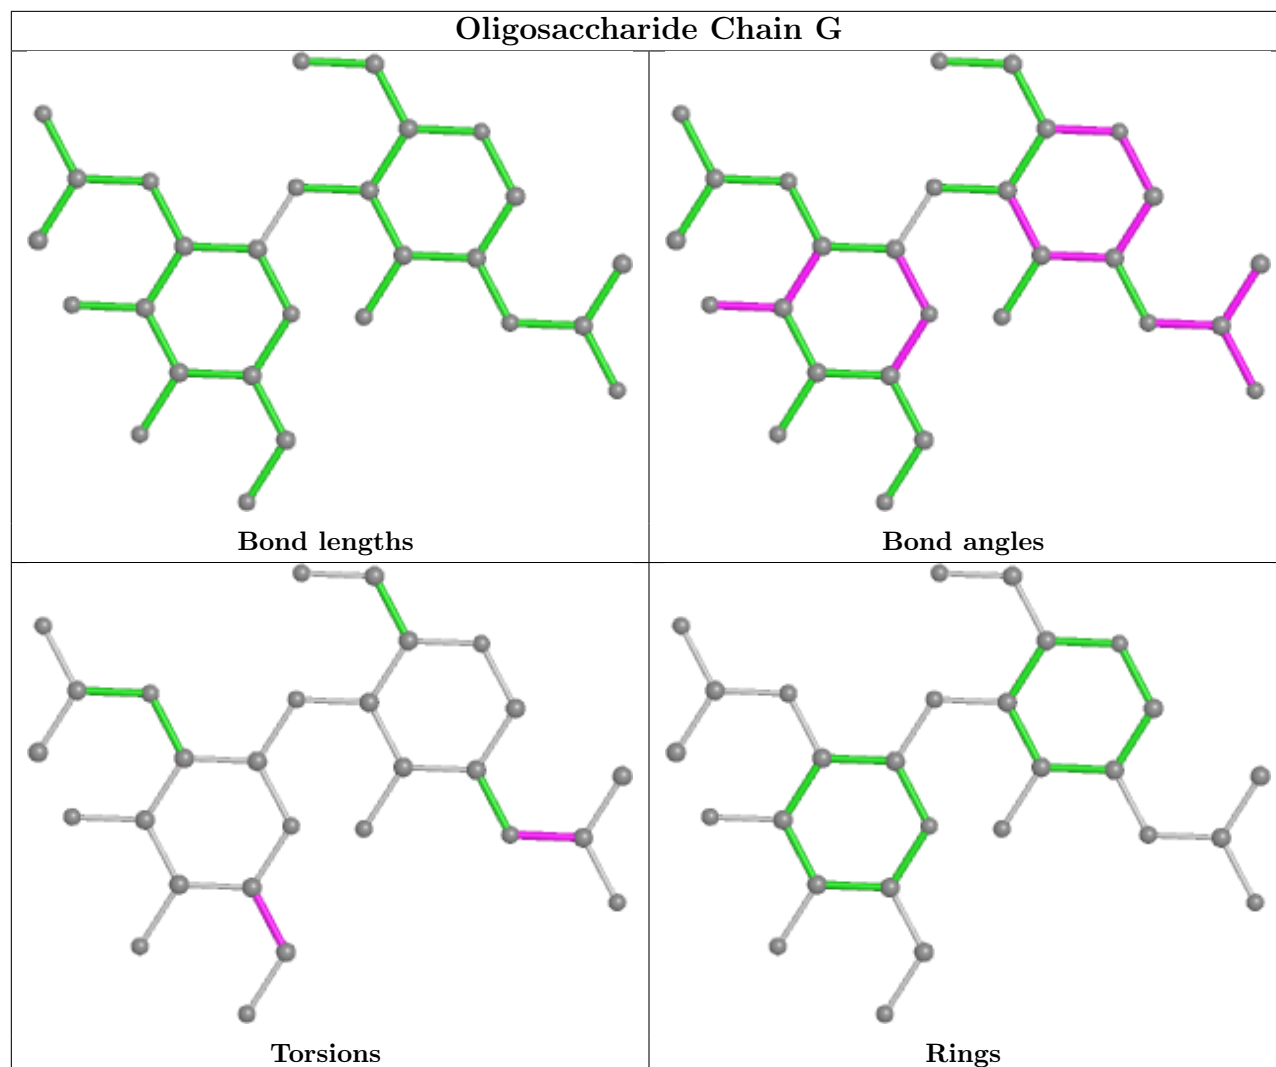 Oligosaccharide Chain G
Bond lengths
Bond angles
Torsions
Rings